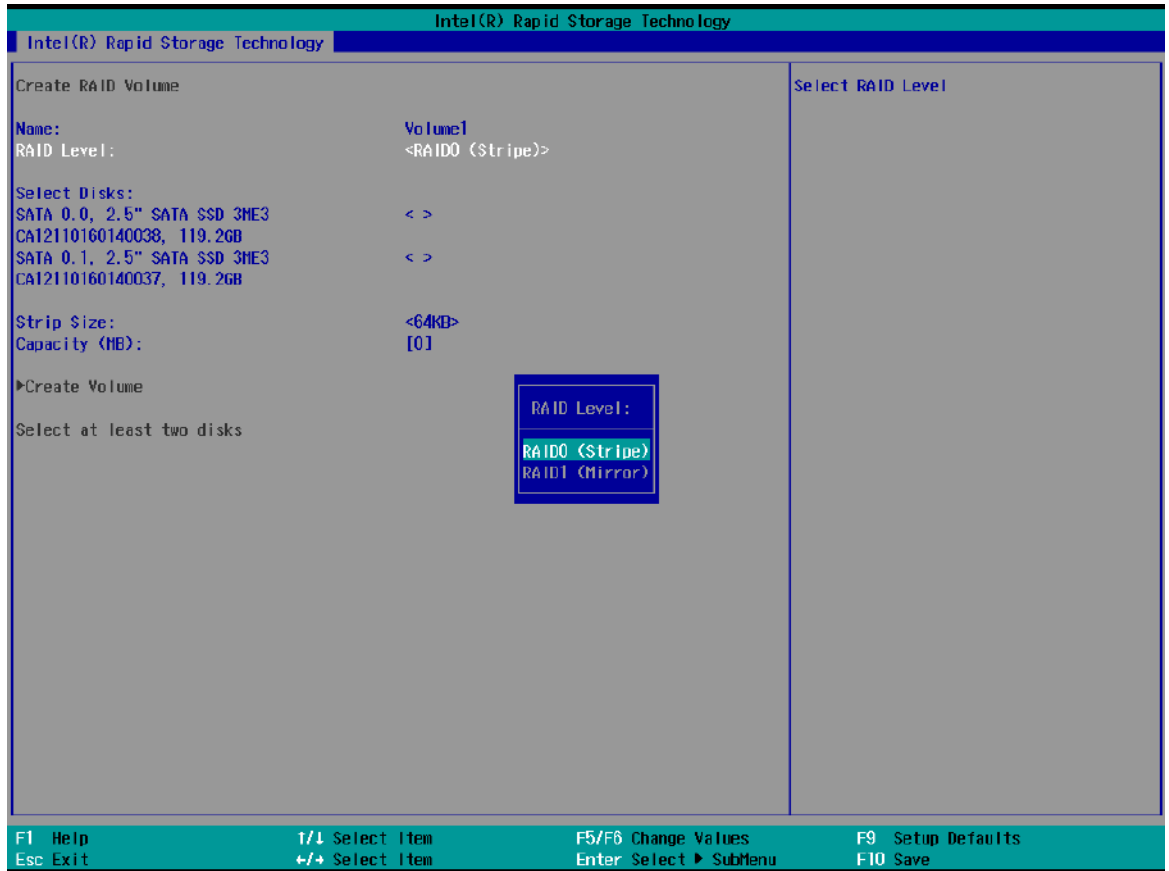 Intel(R) Rapid Storage Technology
Intel(R) Rapid Storage Technology
Create RAID Volume
Select RAID Level
Name: Volume1
RAID Level: <RAID0 (Stripe)>
Select Disks:
SATA 0.0, 2.5" SATA SSD 3ME3 < >
CA12110160140038, 119.2GB
SATA 0.1, 2.5" SATA SSD 3ME3 < >
CA12110160140037, 119.2GB
Strip Size: <64KB>
Capacity (MB): [0]
▶Create Volume
Select at least two disks
RAID Level:
RAID0 (Stripe)
RAID1 (Mirror)
F1 Help ↑/↓ Select Item F5/F6 Change Values F9 Setup Defaults
Esc Exit ←/→ Select Item Enter Select ▶ SubMenu F10 Save